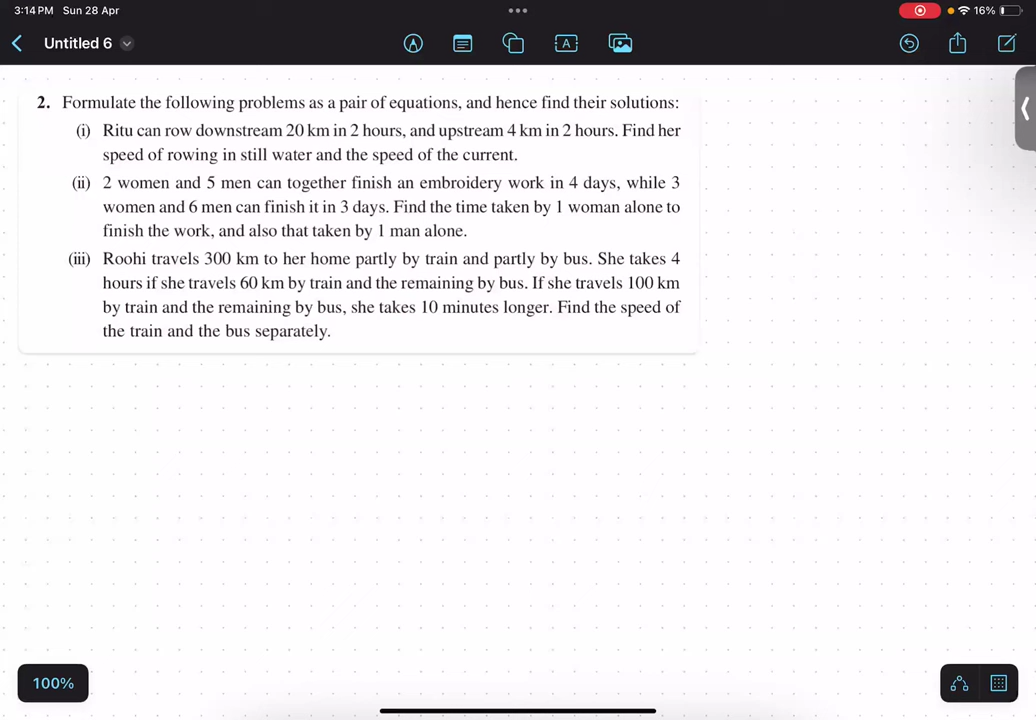 3:14 PM Sun 28 Apr
16%
Untitled 6
A
2. Formulate the following problems as a pair of equations, and hence find their solutions:
(i) Ritu can row downstream 20 km in 2 hours, and upstream 4 km in 2 hours. Find her
speed of rowing in still water and the speed of the current.
(ii) 2 women and 5 men can together finish an embroidery work in 4 days, while 3
women and 6 men can finish it in 3 days. Find the time taken by 1 woman alone to
finish the work, and also that taken by 1 man alone.
(iii) Roohi travels 300 km to her home partly by train and partly by bus. She takes 4
hours if she travels 60 km by train and the remaining by bus. If she travels 100 km
by train and the remaining by bus, she takes 10 minutes longer. Find the speed of
the train and the bus separately.
100%